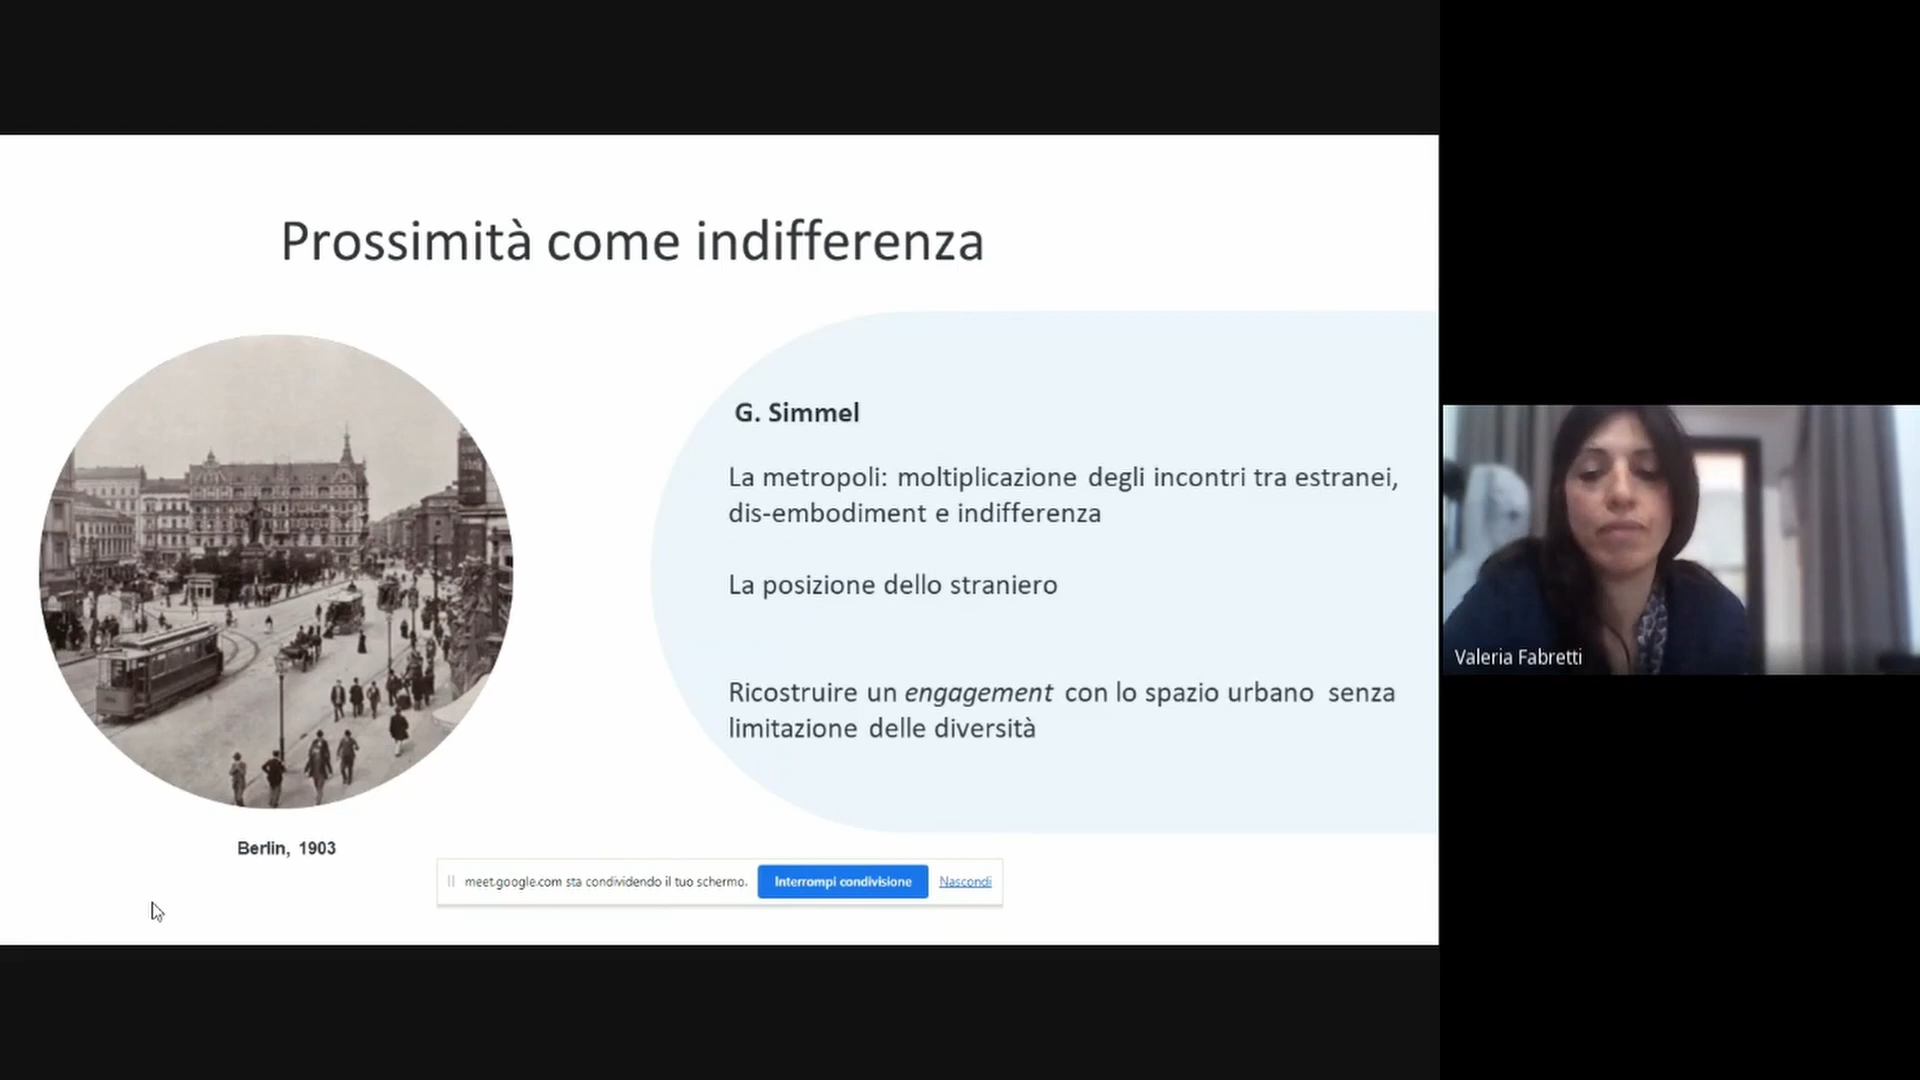 Prossimità come indifferenza
G. Simmel
La metropoli: moltiplicazione degli incontri tra estranei,
dis-embodiment e indifferenza
La posizione dello straniero
Ricostruire un engagement con lo spazio urbano senza
limitazione delle diversità
Berlin, 1903
meet.google.com sta condividendo il tuo schermo.
Interrompi condivisione
Nascondi
Valeria Fabretti